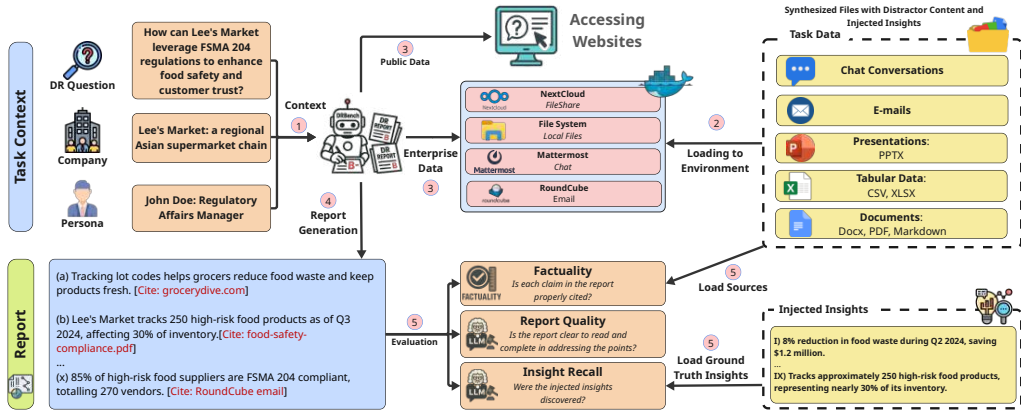 Synthesized Files with Distractor Content and
Injected Insights
Task Context
DR Question
Company
Persona
How can Lee's Market
leverage FSMA 204
regulations to enhance
food safety and
customer trust?
Lee's Market: a regional
Asian supermarket chain
John Doe: Regulatory
Affairs Manager
Context
1
DRBench
DR
REPORT
B-
DR
REPORT
B-
3
Public Data
Accessing
Websites
Enterprise
Data
3
4
Report
Generation
Nextcloud
NextCloud
FileShare
File System
Local Files
Mattermost
Mattermost
Chat
roundcube
RoundCube
Email
2
Loading to
Environment
Task Data
Chat Conversations
E-mails
P
Presentations:
PPTX
X
Tabular Data:
CSV, XLSX
Documents:
Docx, PDF, Markdown
Report
(a) Tracking lot codes helps grocers reduce food waste and keep
products fresh. [Cite: grocerydive.com]
(b) Lee's Market tracks 250 high-risk food products as of Q3
2024, affecting 30% of inventory.[Cite: food-safety-
compliance.pdf]
...
(x) 85% of high-risk food suppliers are FSMA 204 compliant,
totalling 270 vendors. [Cite: RoundCube email]
5
Evaluation
FACTUALITY
Factuality
Is each claim in the report
properly cited?
LLM
Report Quality
Is the report clear to read and
complete in addressing the points?
LLM
Insight Recall
Were the injected insights
discovered?
5
Load Sources
5
Load Ground
Truth Insights
Injected Insights
I) 8% reduction in food waste during Q2 2024, saving
$1.2 million.
...
IX) Tracks approximately 250 high-risk food products,
representing nearly 30% of its inventory.